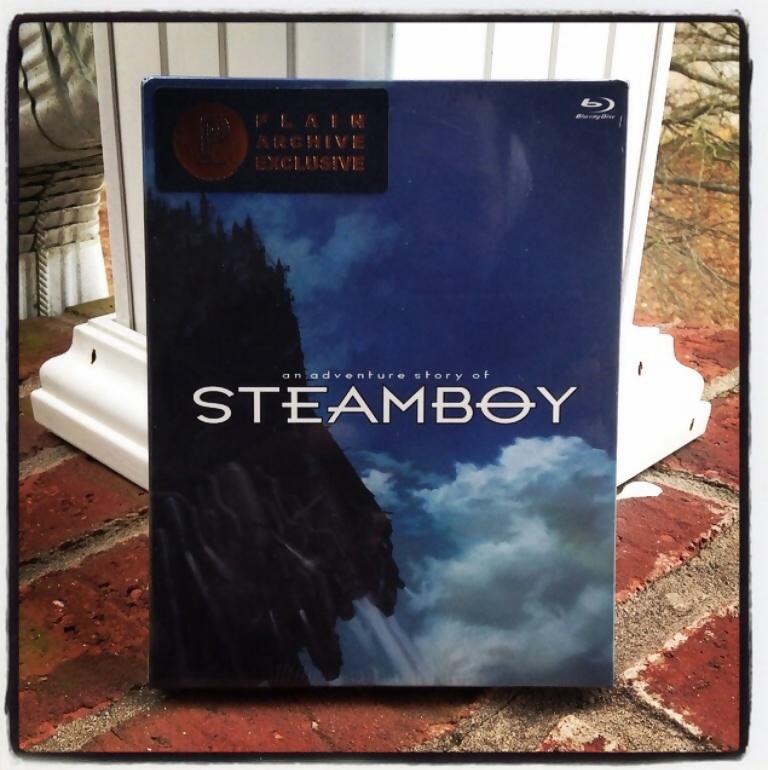 P
PLAIN
ARCHIVE
EXCLUSIVE
Blu-ray Disc
an adventure story of
STEAMBOY